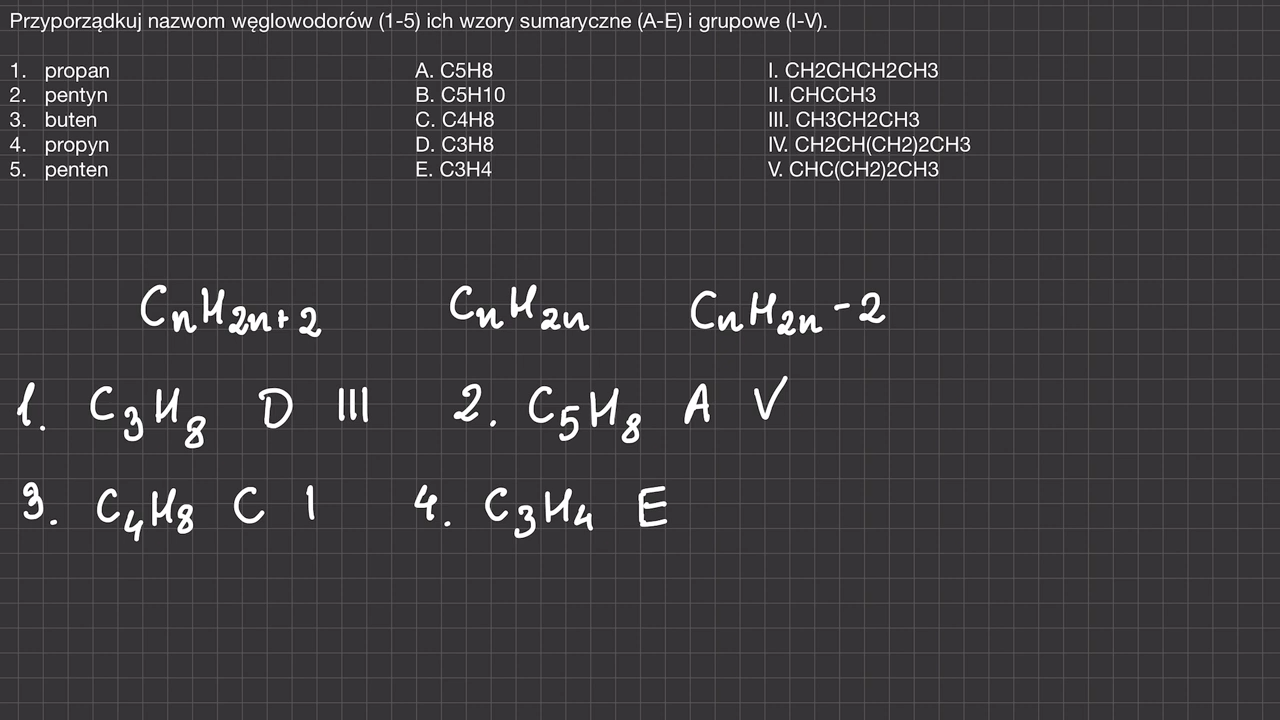 Przyporządkuj nazwom węglowodorów (1-5) ich wzory sumaryczne (A-E) i grupowe (I-V).
1. propan A. C5H8 I. CH2CHCH2CH3
2. pentyn B. C5H10 II. CHCCH3
3. buten C. C4H8 III. CH3CH2CH3
4. propyn D. C3H8 IV. CH2CH(CH2)2CH3
5. penten E. C3H4 V. CHC(CH2)2CH3
CnH2n+2 CnH2n CnH2n-2
1. C3H8 D III 2. C5H8 A V
3. C4H8 C I 4. C3H4 E